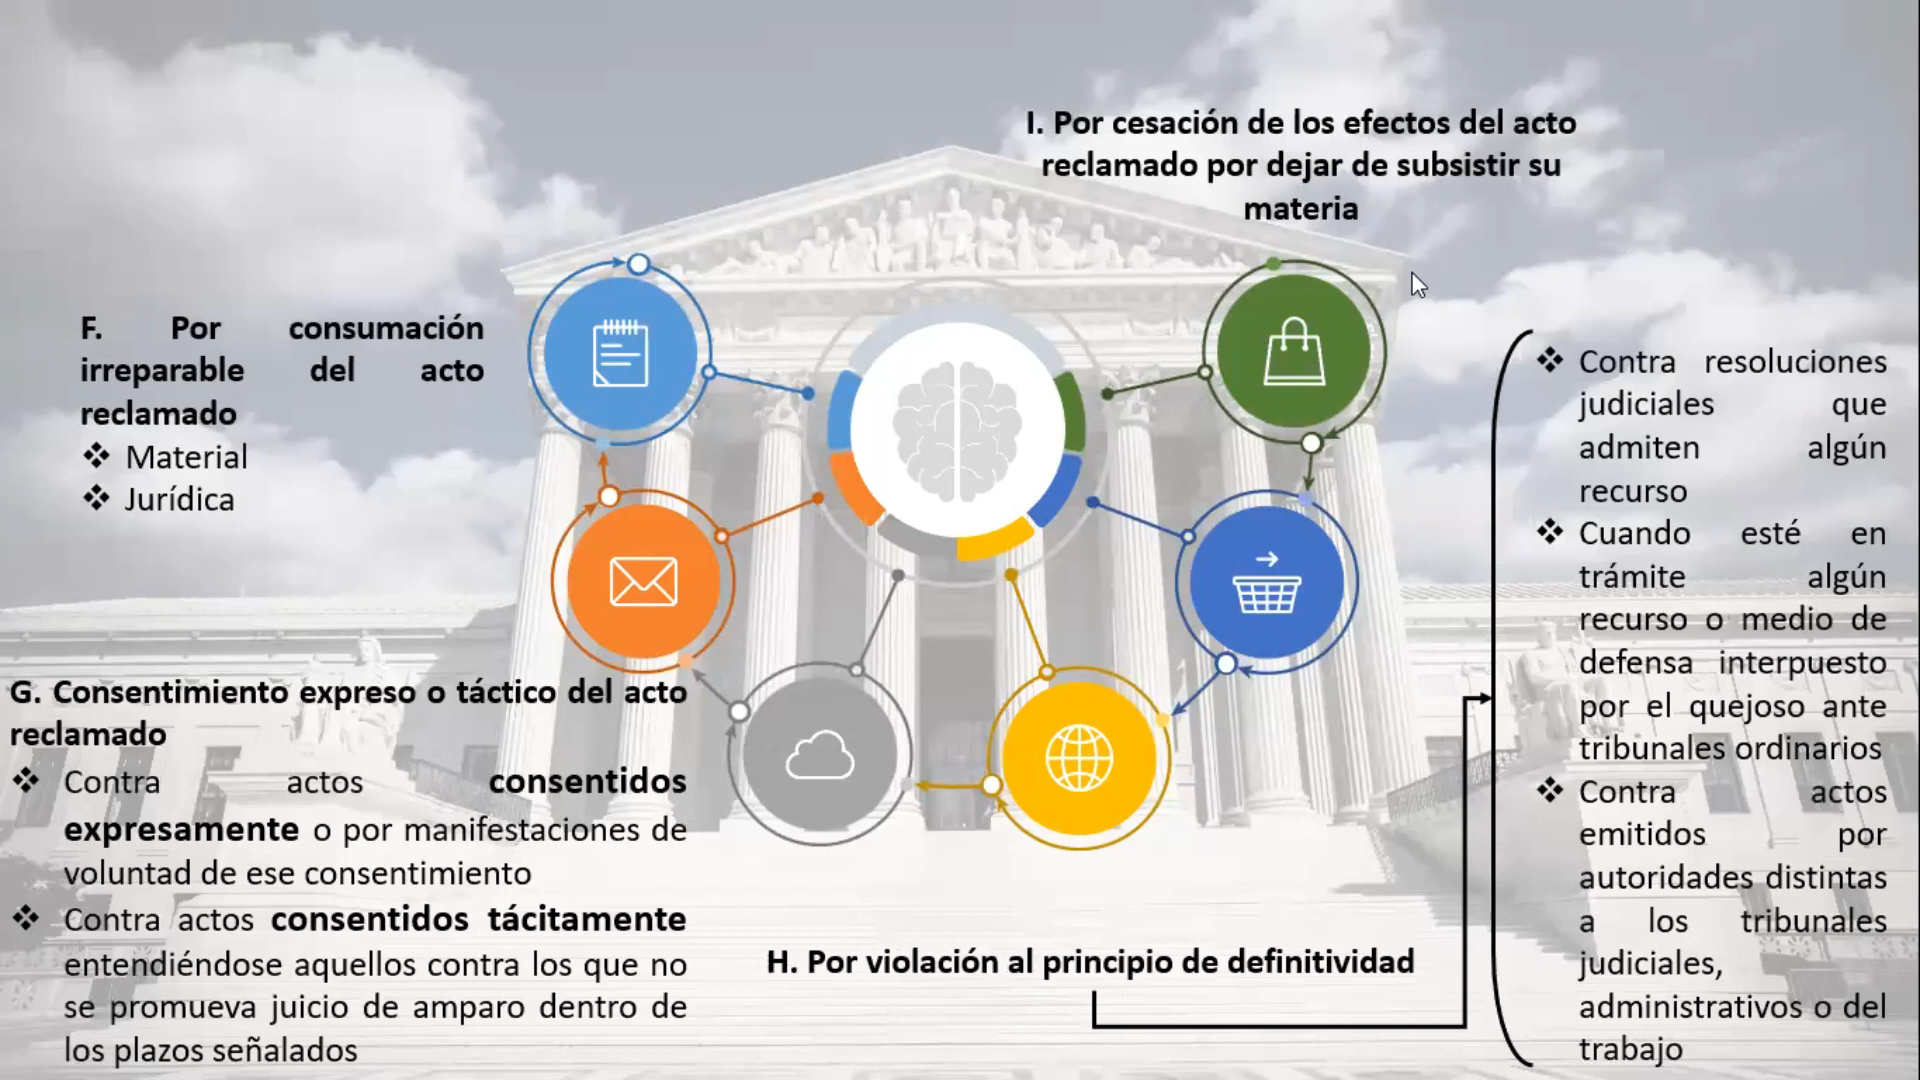 F. Por consumación
irreparable del acto
reclamado
❖ Material
❖ Jurídica
G. Consentimiento expreso o táctico del acto
reclamado
❖ Contra actos consentidos
expresamente o por manifestaciones de
voluntad de ese consentimiento
❖ Contra actos consentidos tácitamente
entendiéndose aquellos contra los que no
se promueva juicio de amparo dentro de
los plazos señalados
H. Por violación al principio de definitividad
❖ Contra resoluciones
judiciales que
admiten algún
recurso
❖ Cuando esté en
trámite algún
recurso o medio de
defensa interpuesto
por el quejoso ante
tribunales ordinarios
❖ Contra actos
emitidos por
autoridades distintas
a los tribunales
judiciales,
administrativos o del
trabajo
I. Por cesación de los efectos del acto
reclamado por dejar de subsistir su
materia